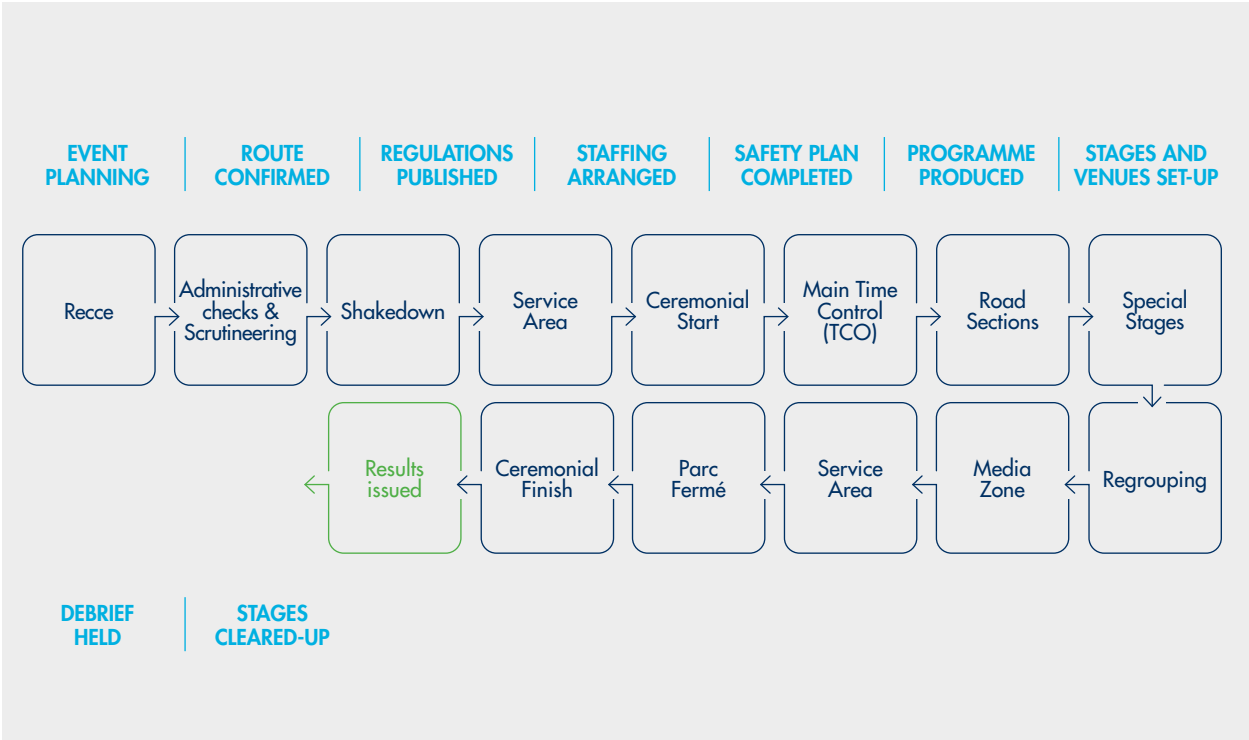 EVENT
PLANNING
ROUTE
CONFIRMED
REGULATIONS
PUBLISHED
STAFFING
ARRANGED
SAFETY PLAN
COMPLETED
PROGRAMME
PRODUCED
STAGES AND
VENUES SET-UP
Recce
Administrative
checks &
Scrutineering
Shakedown
Service
Area
Ceremonial
Start
Main Time
Control
(TCO)
Road
Sections
Special
Stages
Results
issued
Ceremonial
Finish
Parc
Fermé
Service
Area
Media
Zone
Regrouping
DEBRIEF
HELD
STAGES
CLEARED-UP